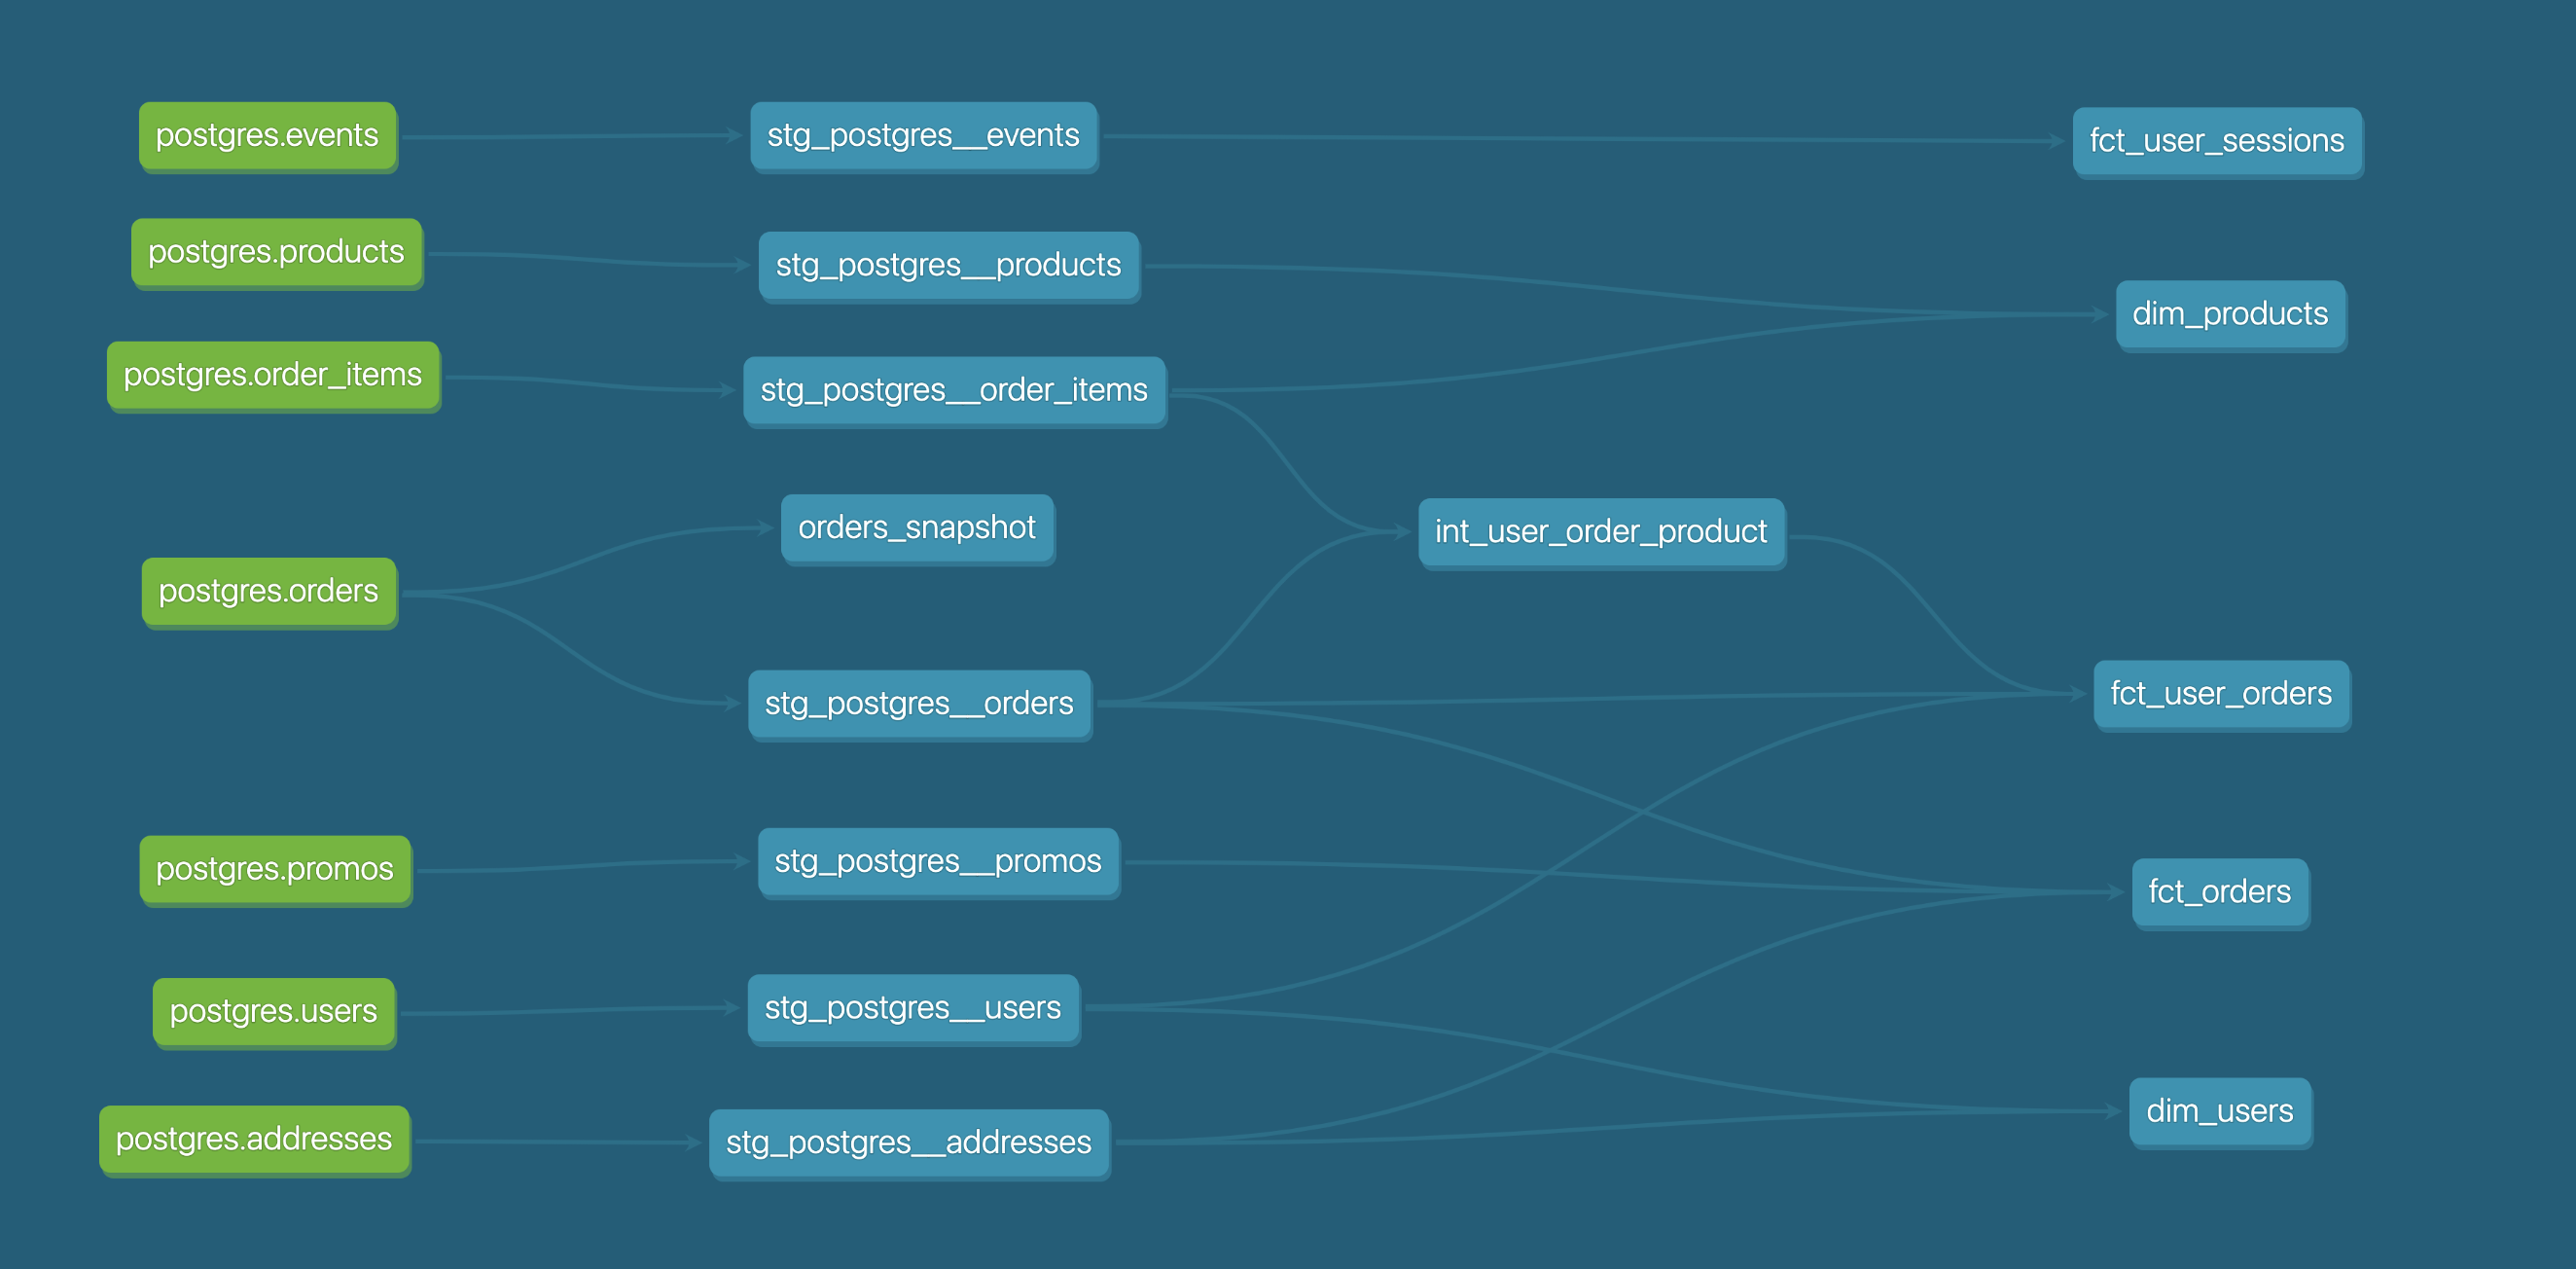 postgres.events
postgres.products
postgres.order_items
postgres.orders
postgres.promos
postgres.users
postgres.addresses
stg_postgres__events
stg_postgres__products
stg_postgres__order_items
orders_snapshot
stg_postgres__orders
stg_postgres__promos
stg_postgres__users
stg_postgres__addresses
int_user_order_product
fct_user_sessions
dim_products
fct_user_orders
fct_orders
dim_users